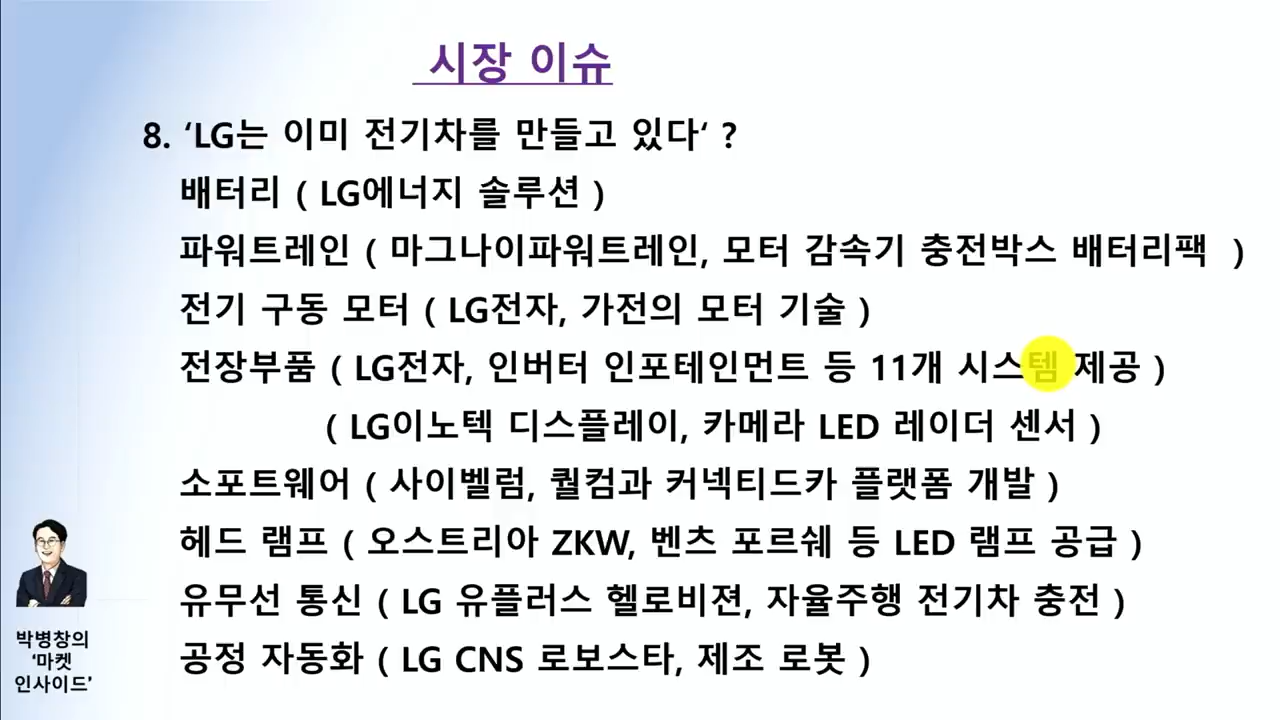 시장 이슈
8. ‘LG는 이미 전기차를 만들고 있다‘ ?
배터리 ( LG에너지 솔루션 )
파워트레인 ( 마그나이파워트레인, 모터 감속기 충전박스 배터리팩 )
전기 구동 모터 ( LG전자, 가전의 모터 기술 )
전장부품 ( LG전자, 인버터 인포테인먼트 등 11개 시스템 제공 )
( LG이노텍 디스플레이, 카메라 LED 레이더 센서 )
소포트웨어 ( 사이벨럼, 퀄컴과 커넥티드카 플랫폼 개발 )
헤드 램프 ( 오스트리아 ZKW, 벤츠 포르쉐 등 LED 램프 공급 )
유무선 통신 ( LG 유플러스 헬로비젼, 자율주행 전기차 충전 )
공정 자동화 ( LG CNS 로보스타, 제조 로봇 )
박병창의
‘마켓
인사이드’